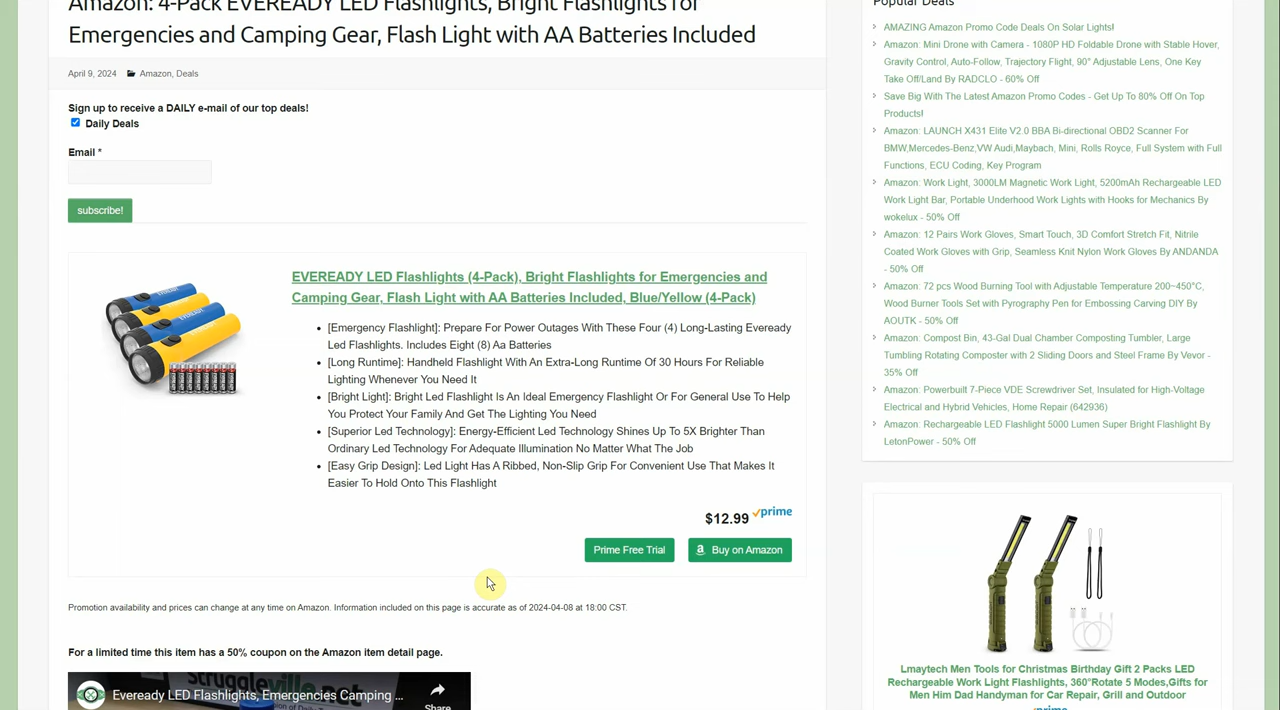 Amazon: 4-Pack EVEREADY LED Flashlights, Bright Flashlights for
Emergencies and Camping Gear, Flash Light with AA Batteries Included
April 9, 2024 Amazon, Deals
Sign up to receive a DAILY e-mail of our top deals!
Daily Deals
Email *
subscribe!
EVEREADY LED Flashlights (4-Pack), Bright Flashlights for Emergencies and
Camping Gear, Flash Light with AA Batteries Included, Blue/Yellow (4-Pack)
[Emergency Flashlight]: Prepare For Power Outages With These Four (4) Long-Lasting Eveready
Led Flashlights. Includes Eight (8) Aa Batteries
[Long Runtime]: Handheld Flashlight With An Extra-Long Runtime Of 30 Hours For Reliable
Lighting Whenever You Need It
[Bright Light]: Bright Led Flashlight Is An Ideal Emergency Flashlight Or For General Use To Help
You Protect Your Family And Get The Lighting You Need
[Superior Led Technology]: Energy-Efficient Led Technology Shines Up To 5X Brighter Than
Ordinary Led Technology For Adequate Illumination No Matter What The Job
[Easy Grip Design]: Led Light Has A Ribbed, Non-Slip Grip For Convenient Use That Makes It
Easier To Hold Onto This Flashlight
$12.99 prime
Prime Free Trial
Buy on Amazon
Promotion availability and prices can change at any time on Amazon. Information included on this page is accurate as of 2024-04-08 at 18:00 CST.
For a limited time this item has a 50% coupon on the Amazon item detail page.
Struggleville.net
Eveready LED Flashlights, Emergencies Camping ...
Share
Popular Deals
AMAZING Amazon Promo Code Deals On Solar Lights!
Amazon: Mini Drone with Camera - 1080P HD Foldable Drone with Stable Hover,
Gravity Control, Auto-Follow, Trajectory Flight, 90° Adjustable Lens, One Key
Take Off/Land By RADCLO - 60% Off
Save Big With The Latest Amazon Promo Codes - Get Up To 80% Off On Top
Products!
Amazon: LAUNCH X431 Elite V2.0 BBA Bi-directional OBD2 Scanner For
BMW,Mercedes-Benz,VW Audi,Maybach, Mini, Rolls Royce, Full System with Full
Functions, ECU Coding, Key Program
Amazon: Work Light, 3000LM Magnetic Work Light, 5200mAh Rechargeable LED
Work Light Bar, Portable Underhood Work Lights with Hooks for Mechanics By
wokelux - 50% Off
Amazon: 12 Pairs Work Gloves, Smart Touch, 3D Comfort Stretch Fit, Nitrile
Coated Work Gloves with Grip, Seamless Knit Nylon Work Gloves By ANDANDA
- 50% Off
Amazon: 72 pcs Wood Burning Tool with Adjustable Temperature 200~450°C,
Wood Burner Tools Set with Pyrography Pen for Embossing Carving DIY By
AOUTK - 50% Off
Amazon: Compost Bin, 43-Gal Dual Chamber Composting Tumbler, Large
Tumbling Rotating Composter with 2 Sliding Doors and Steel Frame By Vevor -
35% Off
Amazon: Powerbuilt 7-Piece VDE Screwdriver Set, Insulated for High-Voltage
Electrical and Hybrid Vehicles, Home Repair (642936)
Amazon: Rechargeable LED Flashlight 5000 Lumen Super Bright Flashlight By
LetonPower - 50% Off
Lmaytech Men Tools for Christmas Birthday Gift 2 Packs LED
Rechargeable Work Light Flashlights, 360°Rotate 5 Modes,Gifts for
Men Him Dad Handyman for Car Repair, Grill and Outdoor
prime